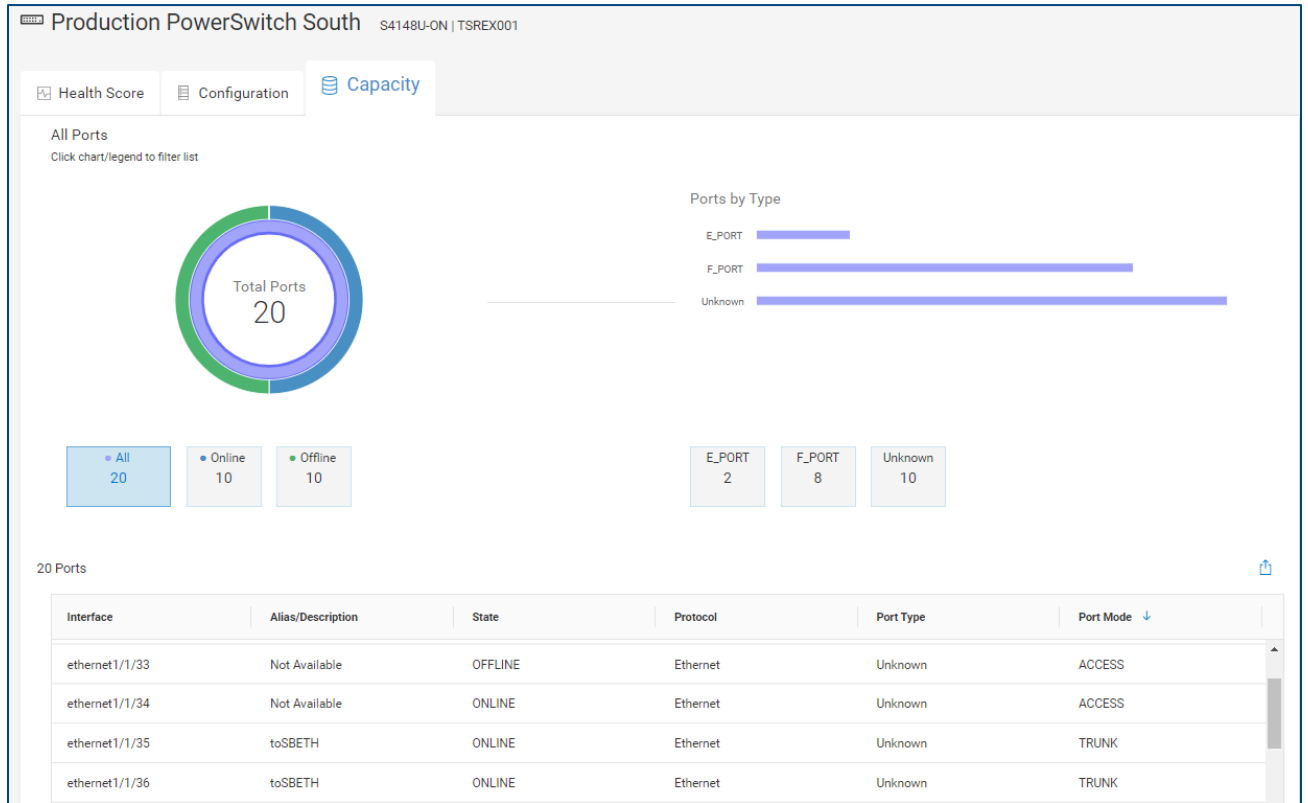 Production PowerSwitch South S4148U-ON | TSREX001
Health Score Configuration Capacity
All Ports
Click chart/legend to filter list
Total Ports
20
Ports by Type
E_PORT
F_PORT
Unknown
All Online Offline
20 10 10
E_PORT F_PORT Unknown
2 8 10
20 Ports
Interface Alias/Description State Protocol Port Type Port Mode
ethernet1/1/33 Not Available OFFLINE Ethernet Unknown ACCESS
ethernet1/1/34 Not Available ONLINE Ethernet Unknown ACCESS
ethernet1/1/35 toSBETH ONLINE Ethernet Unknown TRUNK
ethernet1/1/36 toSBETH ONLINE Ethernet Unknown TRUNK